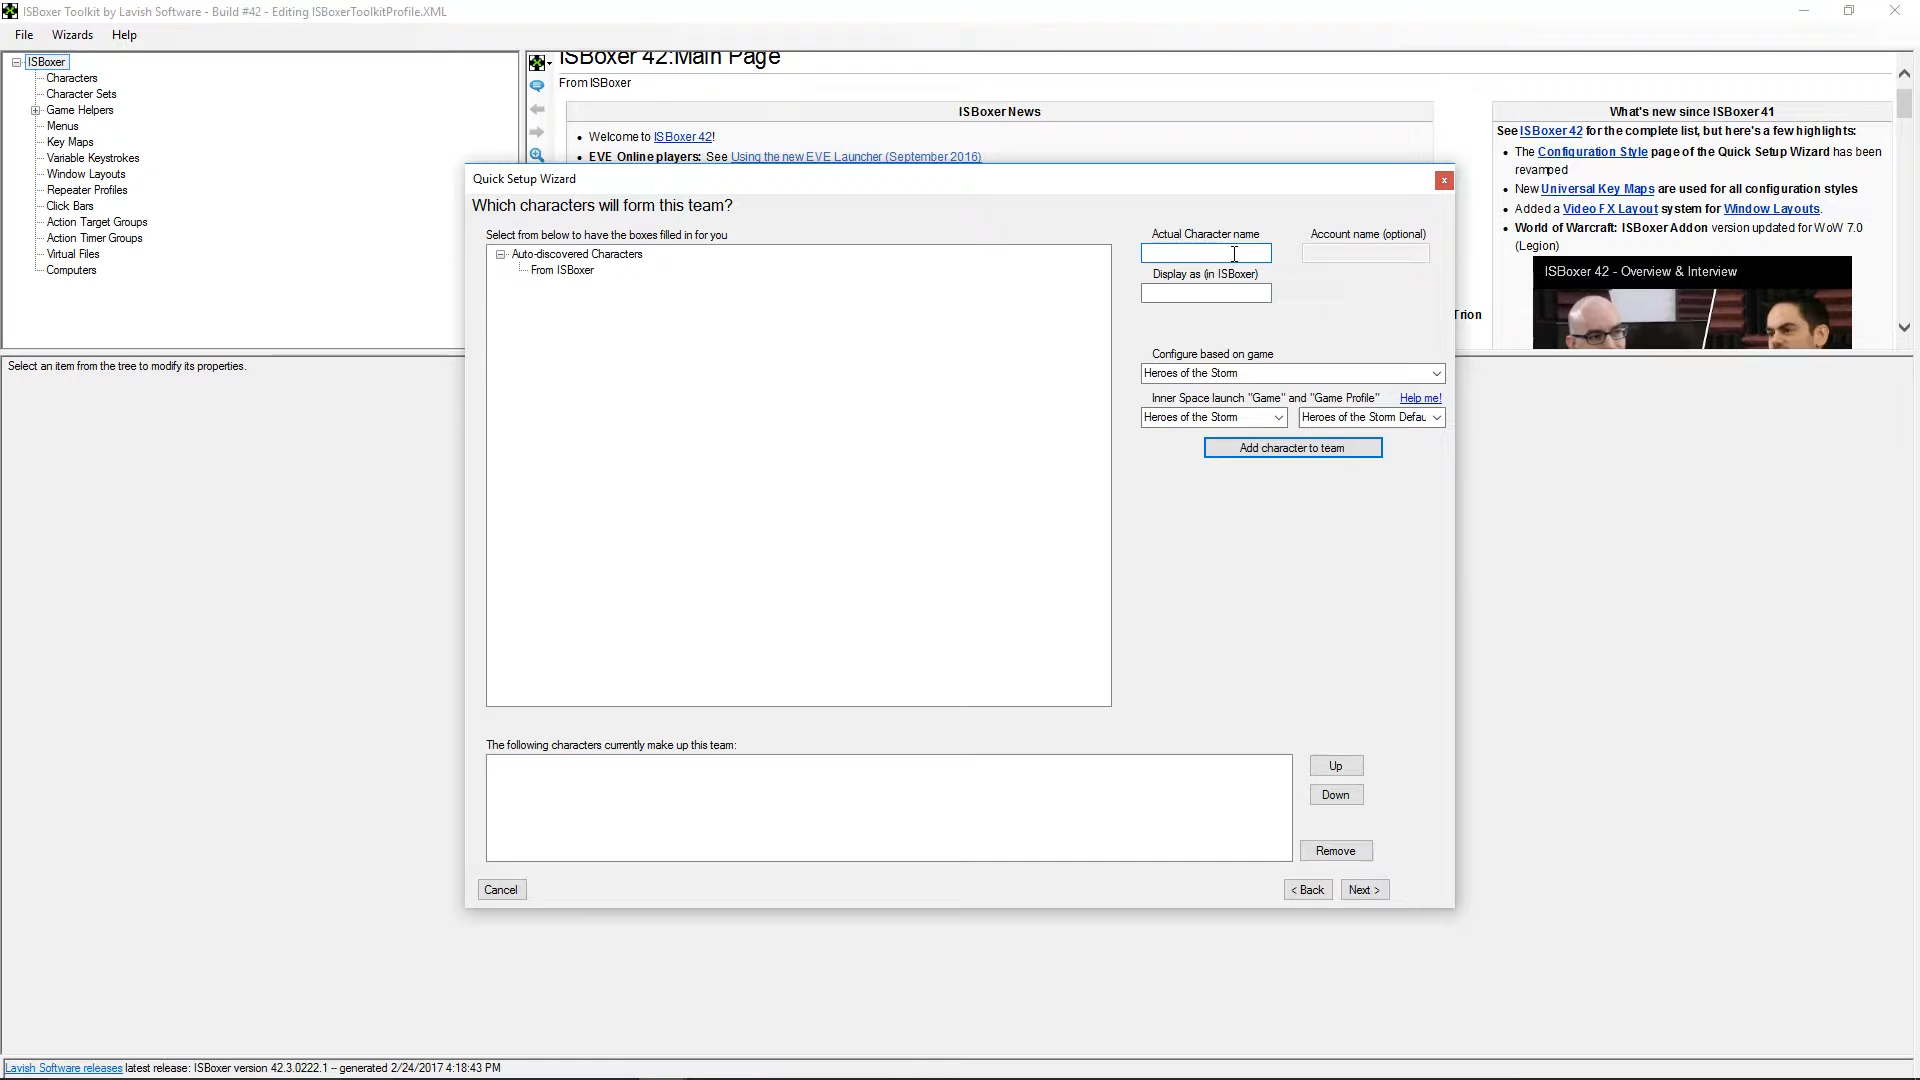 ISBoxer Toolkit by Lavish Software - Build #42 - Editing ISBoxerToolkitProfile.XML
File Wizards Help
ISBoxer
Characters
Character Sets
Game Helpers
Menus
Key Maps
Variable Keystrokes
Window Layouts
Repeater Profiles
Click Bars
Action Target Groups
Action Timer Groups
Virtual Files
Computers
ISBoxer 42:Main Page
From ISBoxer
ISBoxer News
Welcome to ISBoxer 42!
EVE Online players: See Using the new EVE Launcher (September 2016)
Trion
What's new since ISBoxer 41
See ISBoxer 42 for the complete list, but here's a few highlights:
The Configuration Style page of the Quick Setup Wizard has been
revamped
New Universal Key Maps are used for all configuration styles
Added a Video FX Layout system for Window Layouts.
World of Warcraft: ISBoxer Addon version updated for WoW 7.0
(Legion)
ISBoxer 42 - Overview & Interview
Select an item from the tree to modify its properties.
Quick Setup Wizard
Which characters will form this team?
Select from below to have the boxes filled in for you
Auto-discovered Characters
From ISBoxer
Actual Character name
Account name (optional)
Display as (in ISBoxer)
Configure based on game
Heroes of the Storm
Inner Space launch "Game" and "Game Profile"
Help me!
Heroes of the Storm
Heroes of the Storm Defau
Add character to team
The following characters currently make up this team:
Up
Down
Remove
Cancel
< Back
Next >
Lavish Software releases latest release: ISBoxer version 42.3.0222.1 -- generated 2/24/2017 4:18:43 PM